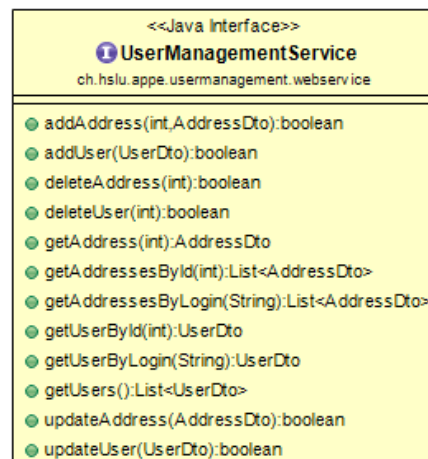 <<Java Interface>>
I UserManagementService
ch.hslu.appe.usermanagement.webservice
addAddress(int,AddressDto):boolean
addUser(UserDto):boolean
deleteAddress(int):boolean
deleteUser(int):boolean
getAddress(int):AddressDto
getAddressesById(int):List<AddressDto>
getAddressesByLogin(String):List<AddressDto>
getUserById(int):UserDto
getUserByLogin(String):UserDto
getUsers():List<UserDto>
updateAddress(AddressDto):boolean
updateUser(UserDto):boolean